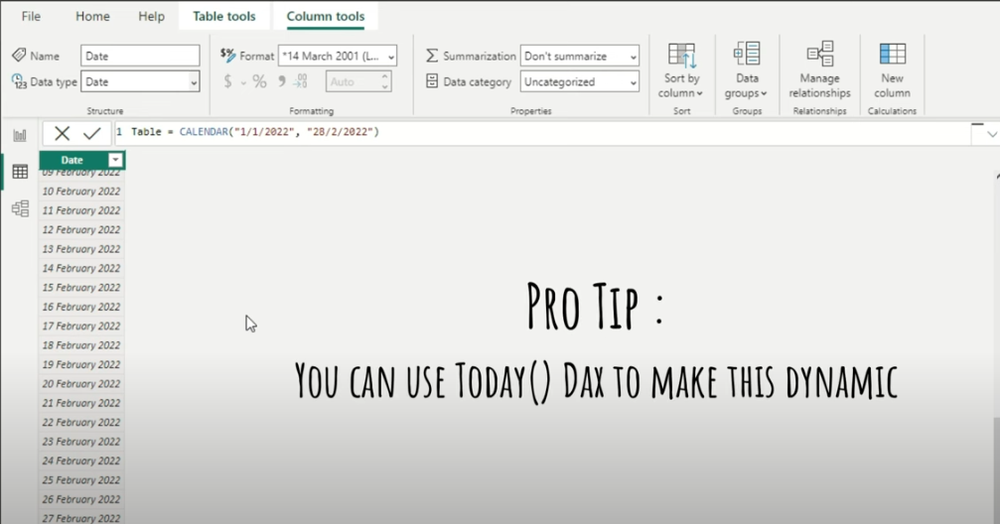 File Home Help Table tools Column tools
Name Date
Format *14 March 2001 (L...
Summarization Don't summarize
Data type Date
$ % 9 .00 Auto
Data category Uncategorized
Sort by column
Data groups
Manage relationships
New column
Structure Formatting Properties Sort Groups Relationships Calculations
1 Table = CALENDAR("1/1/2022", "28/2/2022")
Date
09 February 2022
10 February 2022
11 February 2022
12 February 2022
13 February 2022
14 February 2022
15 February 2022
16 February 2022
17 February 2022
18 February 2022
19 February 2022
20 February 2022
21 February 2022
22 February 2022
23 February 2022
24 February 2022
25 February 2022
26 February 2022
27 February 2022
Pro Tip :
You can use Today() Dax to make this dynamic